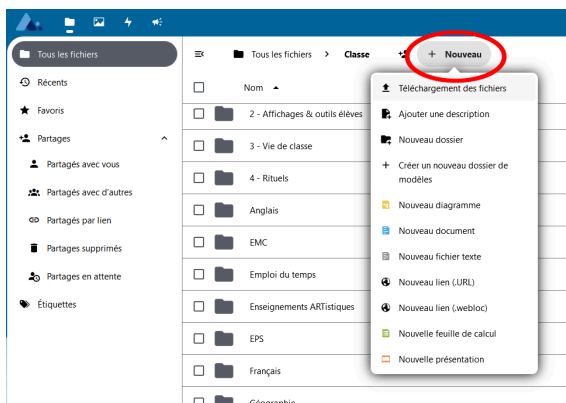 Tous les fichiers
Récents
Favoris
Partages
Partagés avec vous
Partagés avec d'autres
Partagés par lien
Partages supprimés
Partages en attente
Étiquettes
Tous les fichiers > Classe
+ Nouveau
Nom
2 - Affichages & outils élèves
3 - Vie de classe
4 - Rituels
Anglais
EMC
Emploi du temps
Enseignements ARTistiques
EPS
Français
Géographie
Téléchargement des fichiers
Ajouter une description
Nouveau dossier
Créer un nouveau dossier de
modèles
Nouveau diagramme
Nouveau document
Nouveau fichier texte
Nouveau lien (.URL)
Nouveau lien (.webloc)
Nouvelle feuille de calcul
Nouvelle présentation